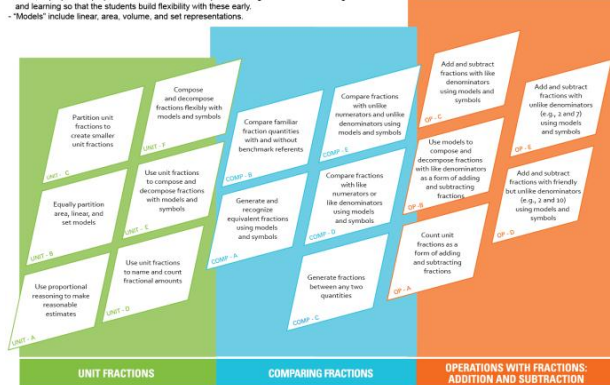 and learning so that the students build flexibility with these early.
- "Models" include linear, area, volume, and set representations.
Partition unit
fractions
to create smaller
unit fractions
UNIT - C
Compose
and decompose
fractions flexibly with
models and symbols
UNIT - F
Equally partition
area, linear, and
set models
UNIT - B
Use unit fractions
to compose and
decompose fractions
with models and
symbols
UNIT - E
Use proportional
reasoning to make
reasonable
estimates
UNIT - A
Use unit fractions
to name and count
fractional amounts
UNIT - D
Compare familiar
fraction quantities
with and without
benchmark referents
COMP - B
Compare fractions
with unlike
numerators and unlike
denominators using
models and symbols
COMP - E
Generate and
recognize
equivalent fractions
using models
and symbols
COMP - A
Compare fractions
with like
numerators or
like denominators
using models
and symbols
COMP - D
Generate fractions
between any two
quantities
COMP - C
Add and subtract
fractions with like
denominators
using models and
symbols
OP - C
Add and subtract
fractions with
unlike denominators
(e.g., 2 and 7)
using models
and symbols
OP - E
Use models to
compose and
decompose fractions
with like denominators
as a form of adding
and subtracting
fractions
OP - B
Add and subtract
fractions with friendly
but unlike denominators
(e.g., 2 and 10)
using models and
symbols
OP - D
Count unit
fractions as a
form of adding
and subtracting
fractions
OP - A
UNIT FRACTIONS
COMPARING FRACTIONS
OPERATIONS WITH FRACTIONS:
ADDITION AND SUBTRACTION